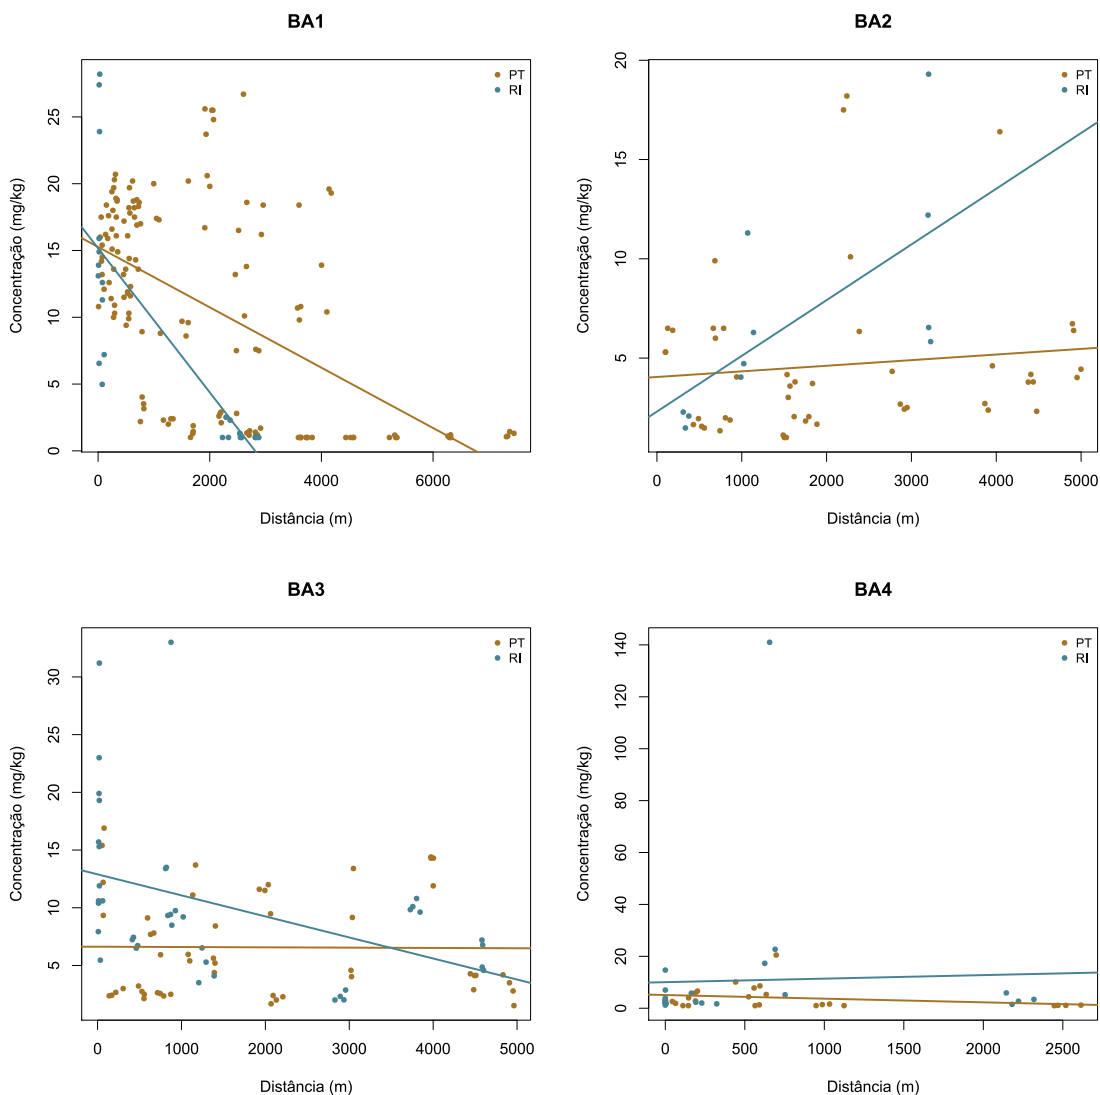 BA1
PT
RI
Concentração (mg/kg)
0 5 10 15 20 25
0 2000 4000 6000
Distância (m)
BA2
PT
RI
Concentração (mg/kg)
5 10 15 20
0 1000 2000 3000 4000 5000
Distância (m)
BA3
PT
RI
Concentração (mg/kg)
5 10 15 20 25 30
0 1000 2000 3000 4000 5000
Distância (m)
BA4
PT
RI
Concentração (mg/kg)
0 20 40 60 80 100 120 140
0 500 1000 1500 2000 2500
Distância (m)